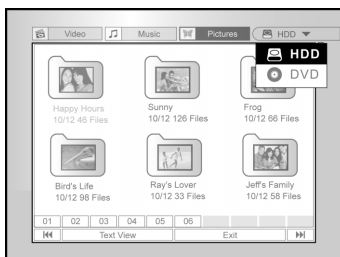 Video Music Pictures HDD
HDD
DVD
Happy Hours
10/12 46 Files
Sunny
10/12 126 Files
Frog
10/12 66 Files
Bird's Life
10/12 98 Files
Ray's Lover
10/12 33 Files
Jeff's Family
10/12 58 Files
01 02 03 04 05 06
Text View Exit